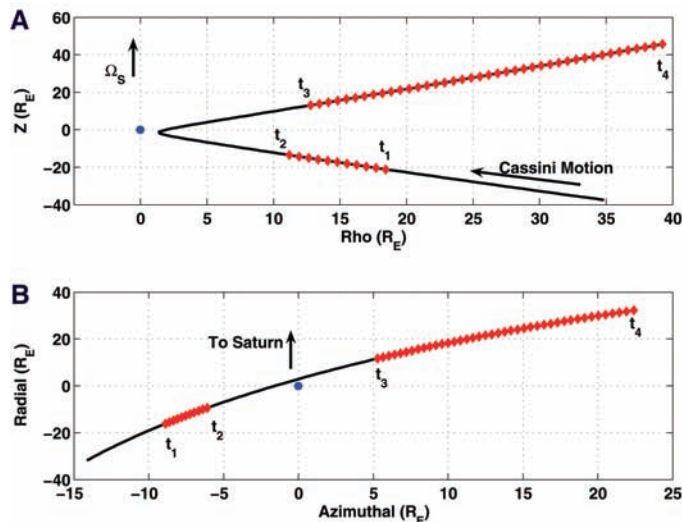 A
60
40
20
0
-20
-40
Z (R_E)
Ω_S
t_3
t_4
t_2
t_1
Cassini Motion
0 5 10 15 20 25 30 35 40
Rho (R_E)
B
40
20
0
-20
-40
Radial (R_E)
To Saturn
t_4
t_3
t_1
t_2
-15 -10 -5 0 5 10 15 20 25
Azimuthal (R_E)